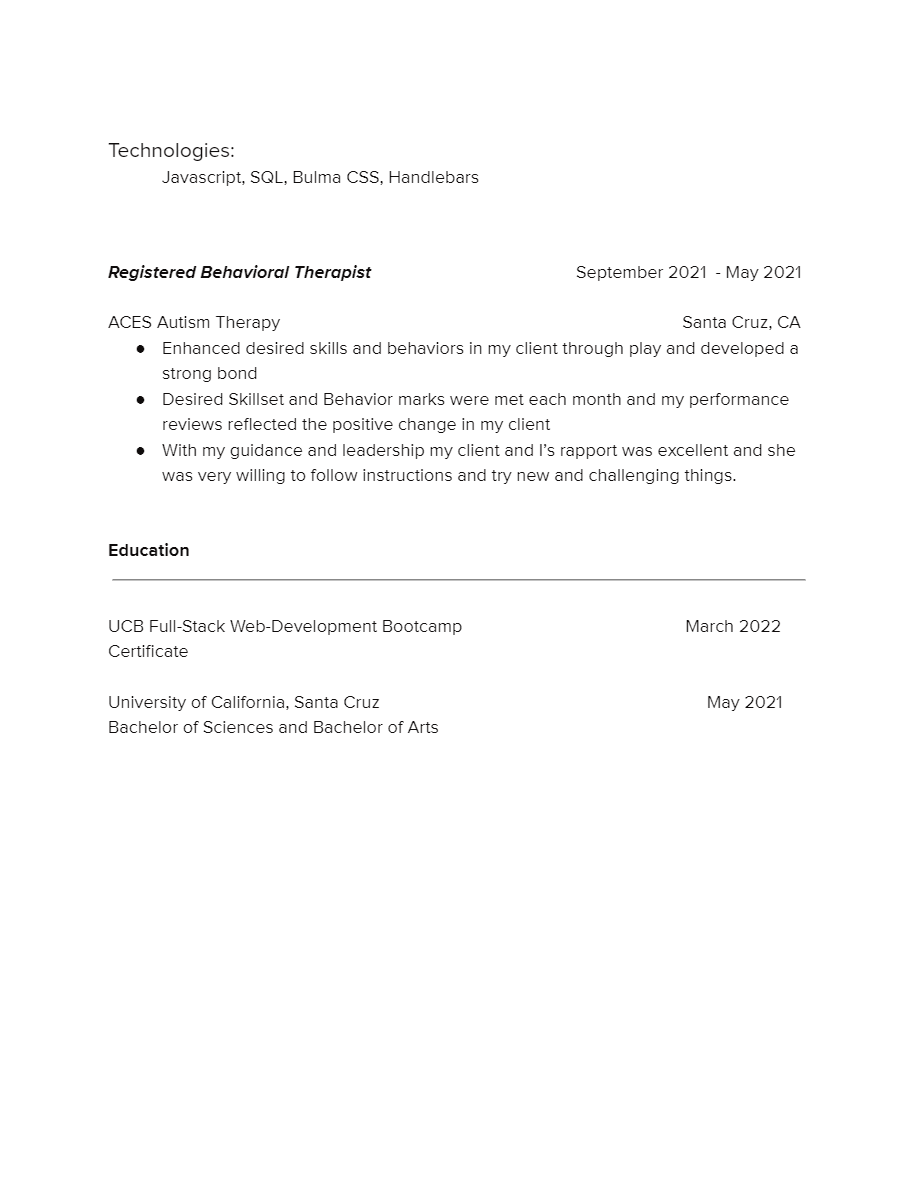 Technologies:
Javascript, SQL, Bulma CSS, Handlebars
Registered Behavioral Therapist September 2021 - May 2021
ACES Autism Therapy Santa Cruz, CA
● Enhanced desired skills and behaviors in my client through play and developed a
strong bond
● Desired Skillset and Behavior marks were met each month and my performance
reviews reflected the positive change in my client
● With my guidance and leadership my client and I’s rapport was excellent and she
was very willing to follow instructions and try new and challenging things.
Education
UCB Full-Stack Web-Development Bootcamp March 2022
Certificate
University of California, Santa Cruz May 2021
Bachelor of Sciences and Bachelor of Arts